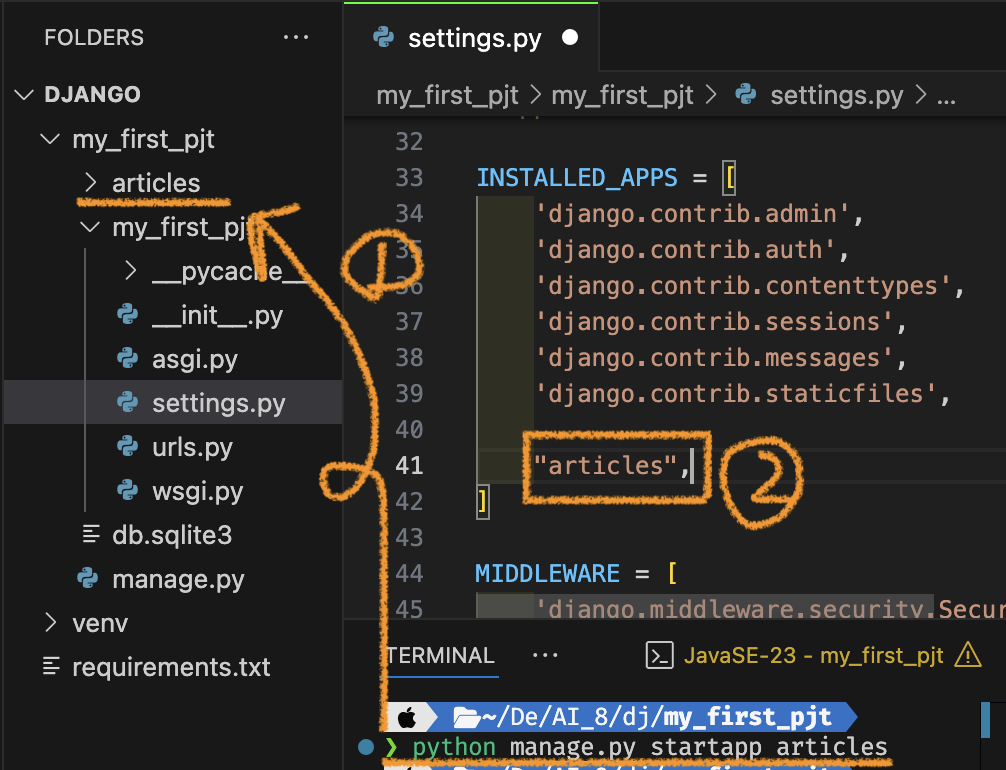 FOLDERS ...
DJANGO
my_first_pjt
articles
my_first_pjt
__pycache__
__init__.py
asgi.py
settings.py
urls.py
wsgi.py
db.sqlite3
manage.py
venv
requirements.txt
settings.py
my_first_pjt > my_first_pjt > settings.py > ...
32
33 INSTALLED_APPS = [
34 'django.contrib.admin',
35 'django.contrib.auth',
36 'django.contrib.contenttypes',
37 'django.contrib.sessions',
38 'django.contrib.messages',
39 'django.contrib.staticfiles',
40
41 "articles",
42 ]
43
44 MIDDLEWARE = [
45 'django.middleware.security.Secur
①
②
TERMINAL ... JavaSE-23 - my_first_pjt
~/De/AI_8/dj/my_first_pjt
❯ python manage.py startapp articles